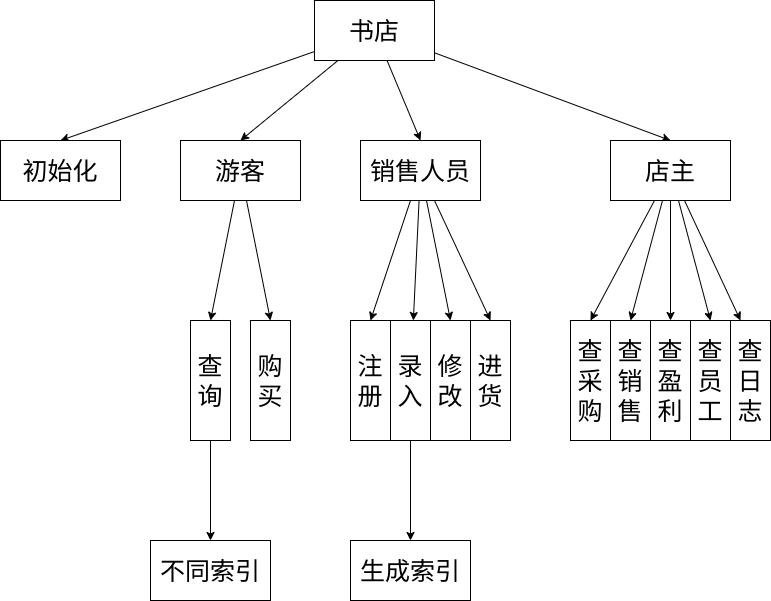 书店
初始化
游客
销售人员
店主
查询
购买
注册
录入
修改
进货
查采购
查销售
查盈利
查员工
查日志
不同索引
生成索引